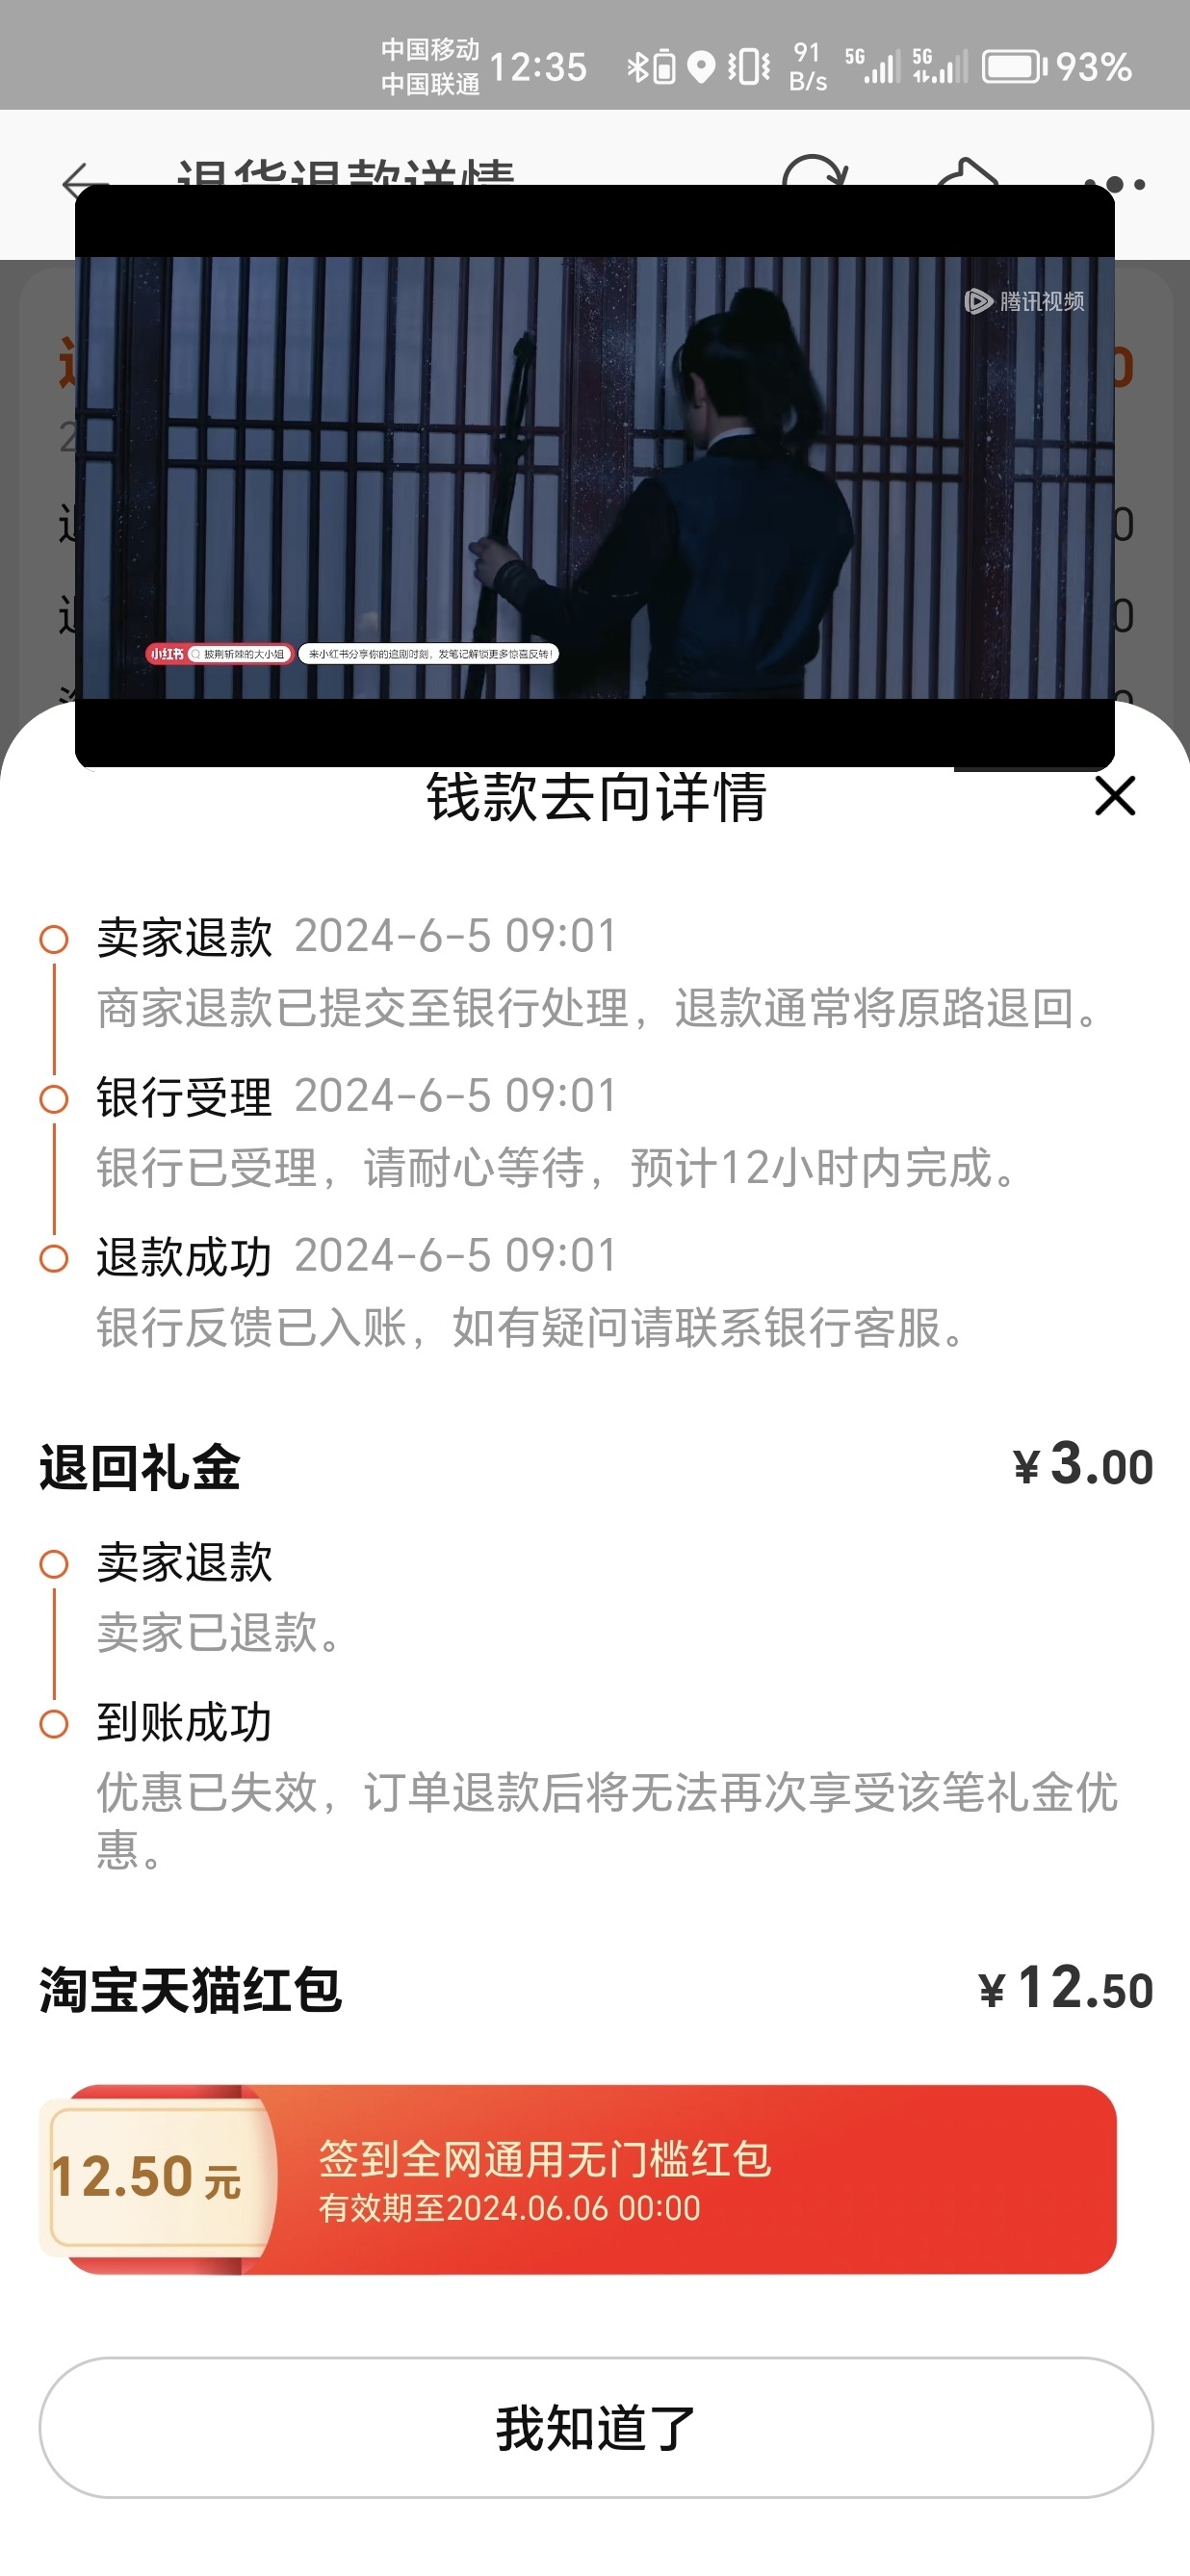 中国移动
中国联通
12:35
91
B/s
5G
5G
93%
退货退款详情
腾讯视频
小红书 披荆斩棘的大小姐 来小红书分享你的追剧时刻，发笔记解锁更多惊喜反转！
钱款去向详情
卖家退款 2024-6-5 09:01
商家退款已提交至银行处理，退款通常将原路退回。
银行受理 2024-6-5 09:01
银行已受理，请耐心等待，预计12小时内完成。
退款成功 2024-6-5 09:01
银行反馈已入账，如有疑问请联系银行客服。
退回礼金 ¥3.00
卖家退款
卖家已退款。
到账成功
优惠已失效，订单退款后将无法再次享受该笔礼金优
惠。
淘宝天猫红包 ¥12.50
12.50 元
签到全网通用无门槛红包
有效期至2024.06.06 00:00
我知道了